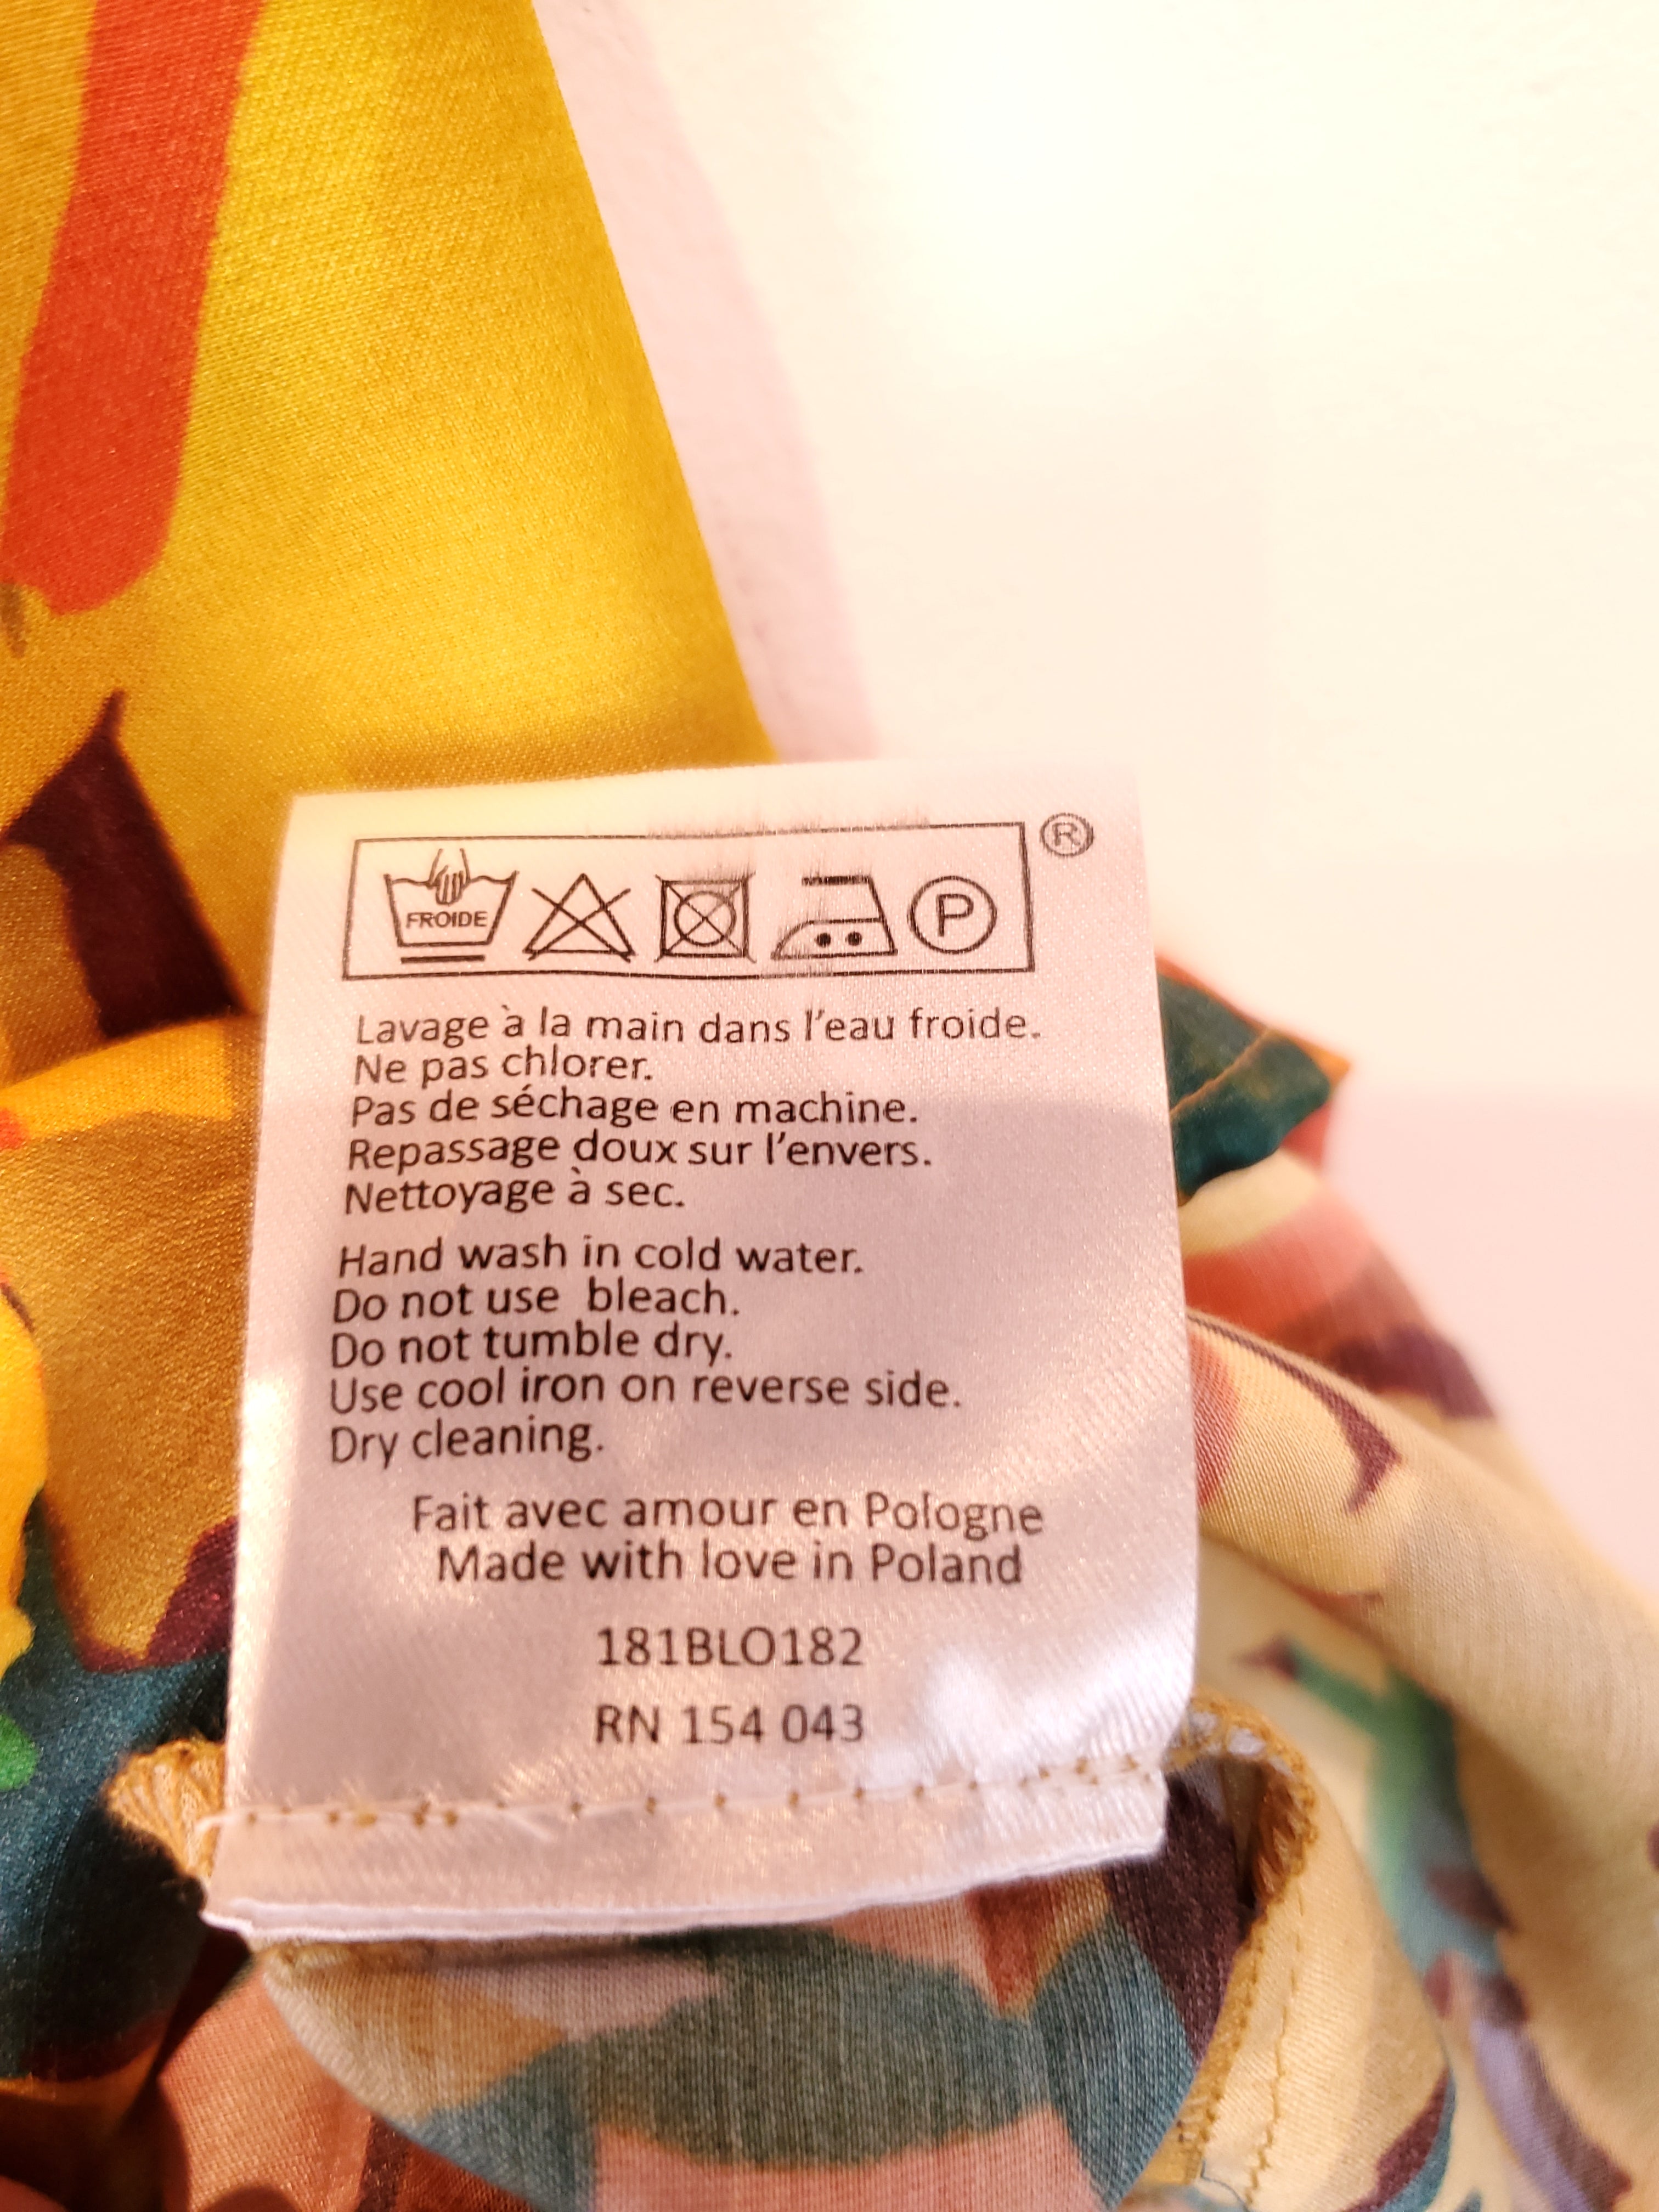 ®
FROIDE
P
Lavage à la main dans l'eau froide.
Ne pas chlorer.
Pas de séchage en machine.
Repassage doux sur l'envers.
Nettoyage à sec.
Hand wash in cold water.
Do not use  bleach.
Do not tumble dry.
Use cool iron on reverse side.
Dry cleaning.
Fait avec amour en Pologne
Made with love in Poland
181BLO182
RN 154 043